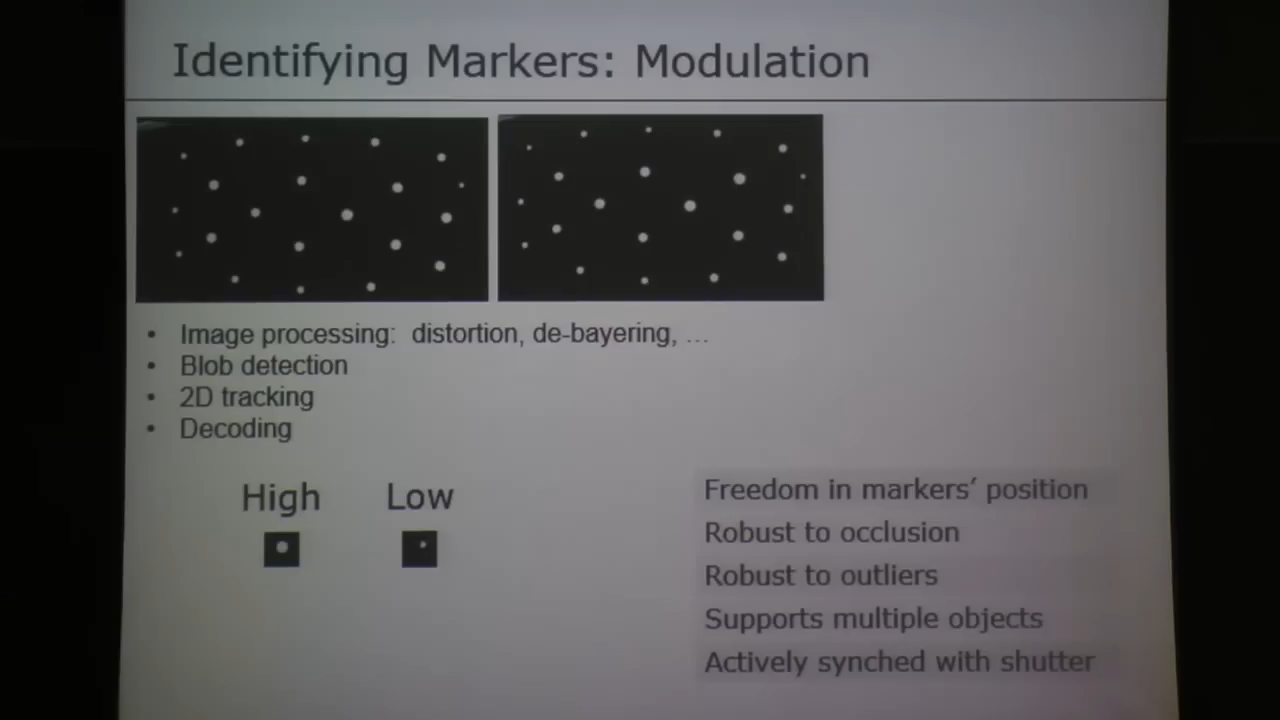 Identifying Markers: Modulation
• Image processing: distortion, de-bayering, ...
• Blob detection
• 2D tracking
• Decoding
High Low
Freedom in markers’ position
Robust to occlusion
Robust to outliers
Supports multiple objects
Actively synched with shutter